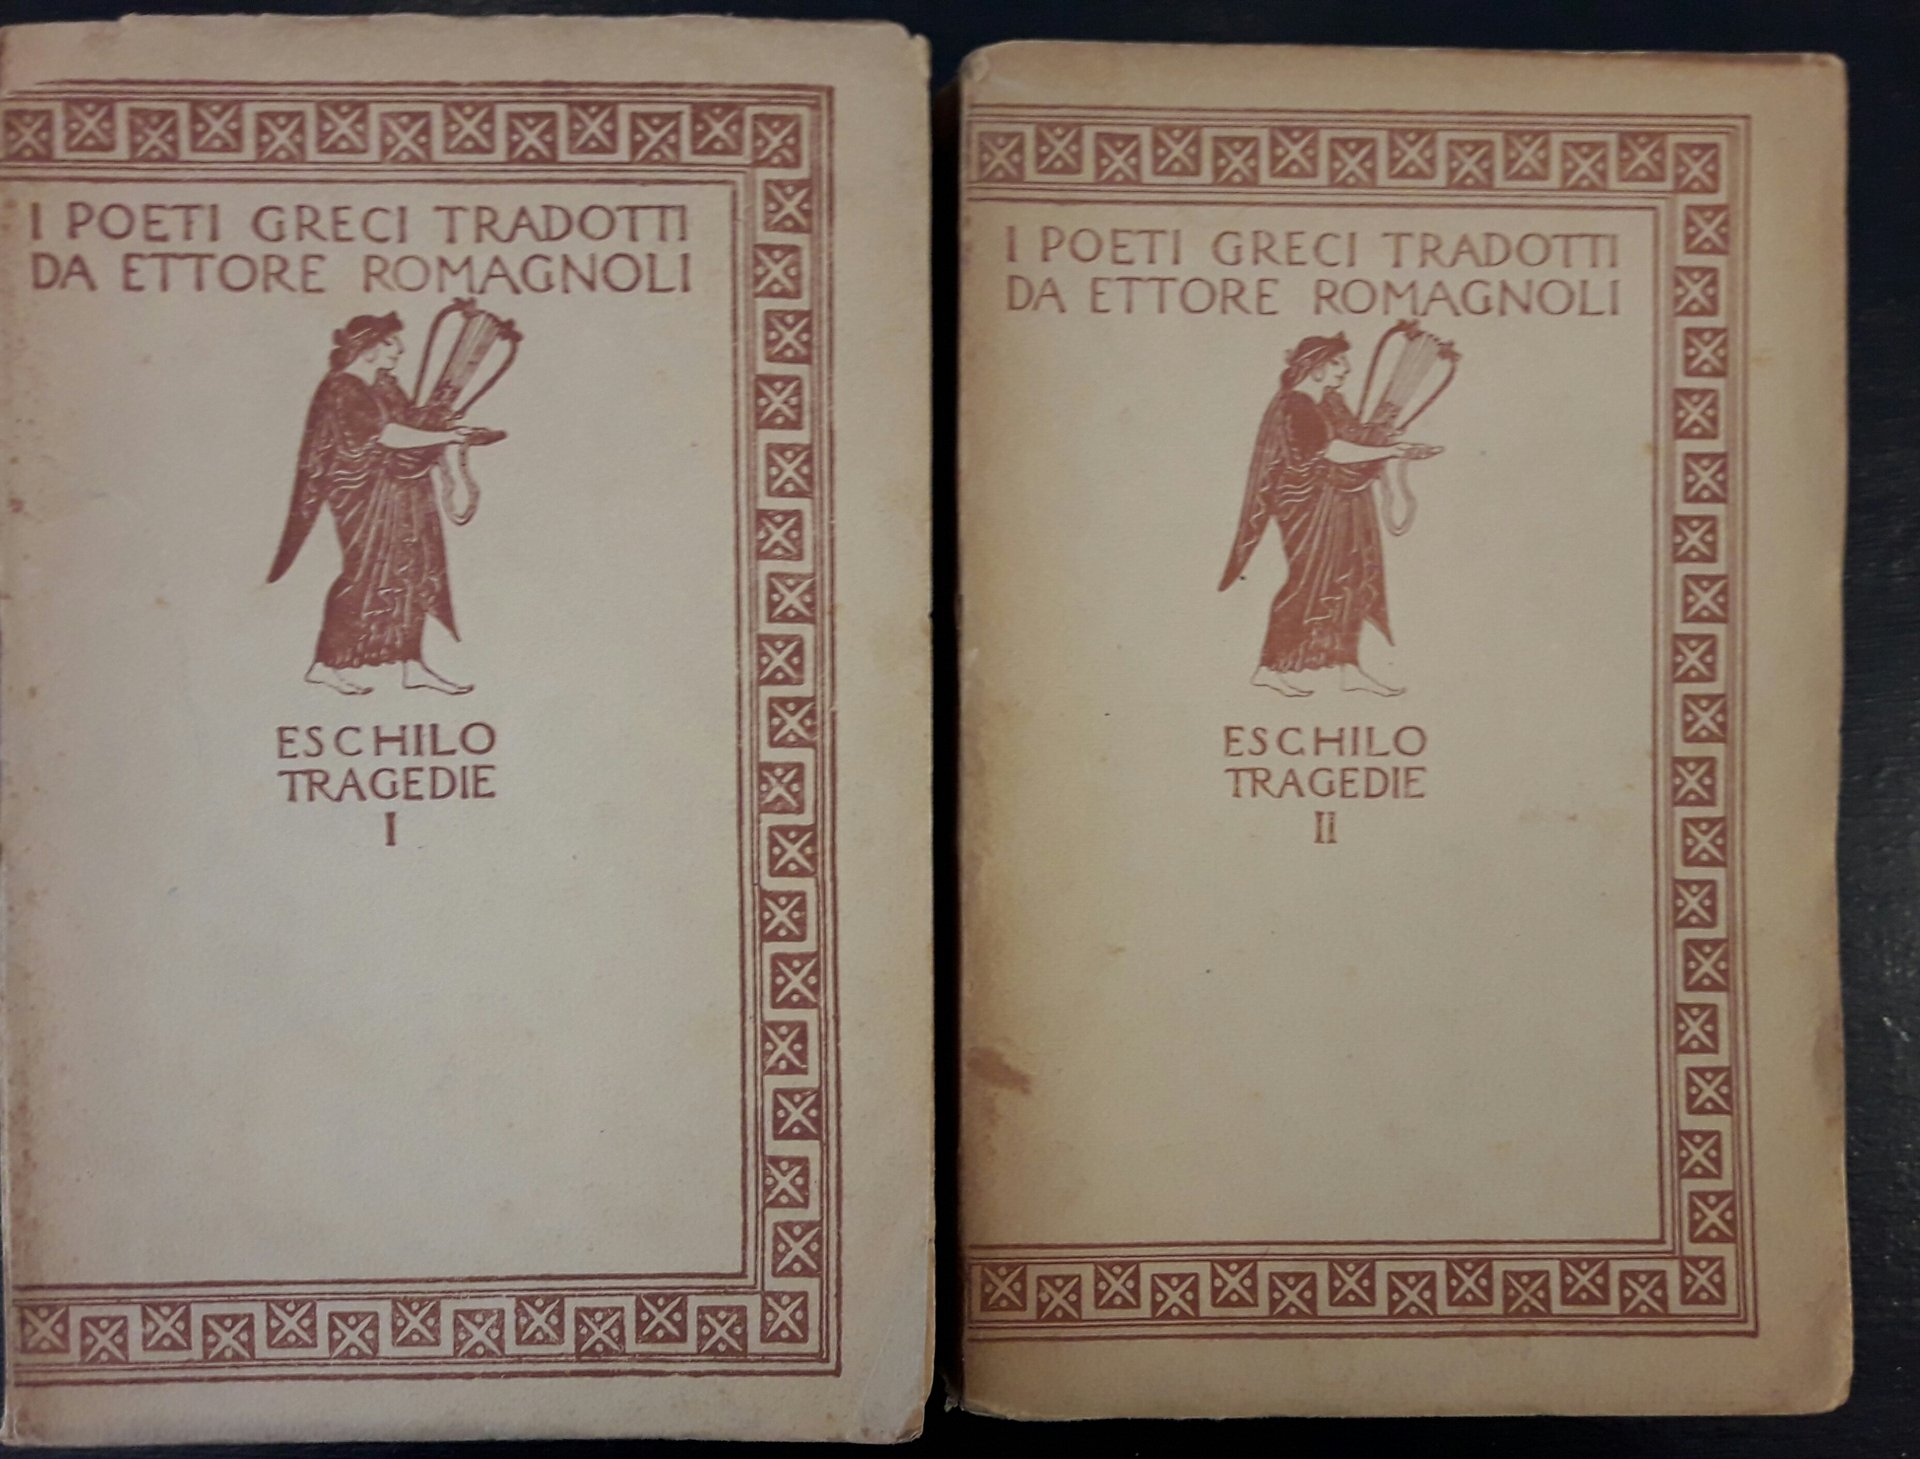 I POETI GRECI TRADOTTI
DA ETTORE ROMAGNOLI
ESCHILO
TRAGEDIE
I
I POETI GRECI TRADOTTI
DA ETTORE ROMAGNOLI
ESCHILO
TRAGEDIE
II